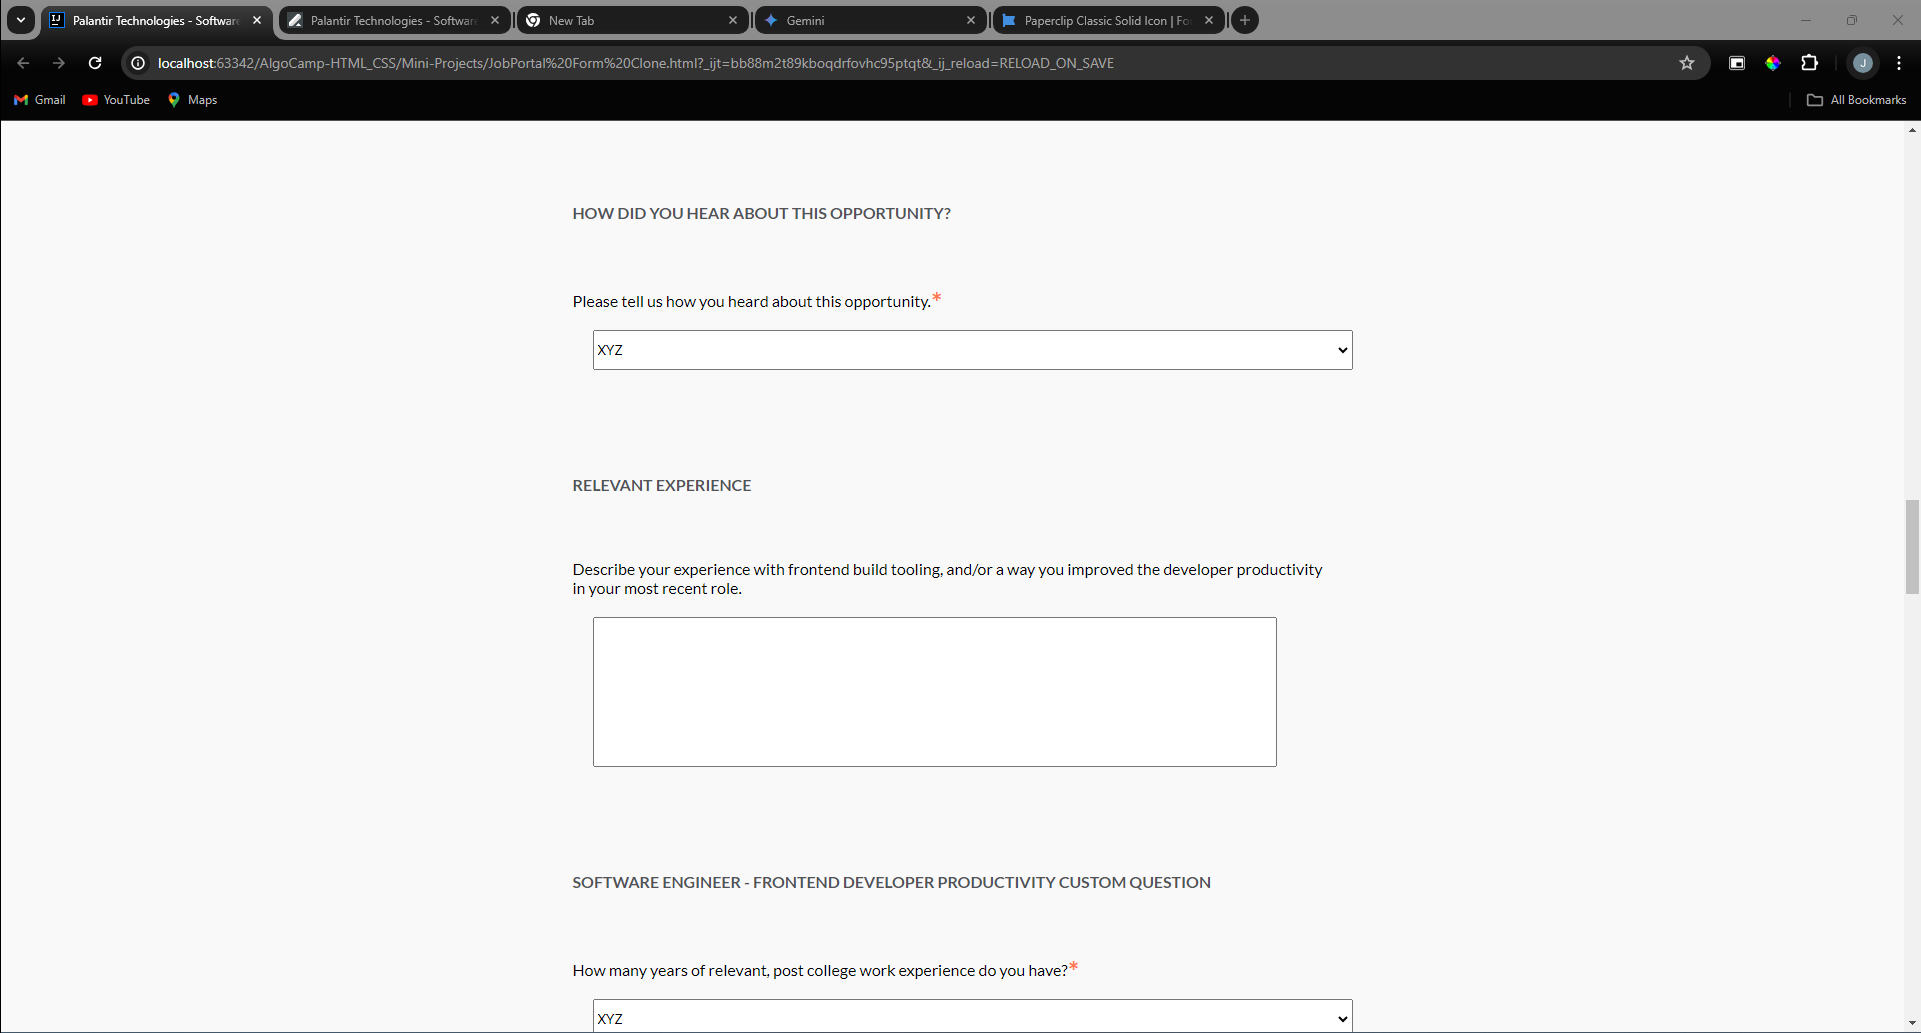 Palantir Technologies - Software
Palantir Technologies - Software
New Tab
Gemini
Paperclip Classic Solid Icon | Fo
localhost:63342/AlgoCamp-HTML_CSS/Mini-Projects/JobPortal%20Form%20Clone.html?_ijt=bb88m2t89kboqdrfovhc95ptqt&_ij_reload=RELOAD_ON_SAVE
J
Gmail
YouTube
Maps
All Bookmarks
HOW DID YOU HEAR ABOUT THIS OPPORTUNITY?
Please tell us how you heard about this opportunity.*
XYZ
RELEVANT EXPERIENCE
Describe your experience with frontend build tooling, and/or a way you improved the developer productivity
in your most recent role.
SOFTWARE ENGINEER - FRONTEND DEVELOPER PRODUCTIVITY CUSTOM QUESTION
How many years of relevant, post college work experience do you have?*
XYZ